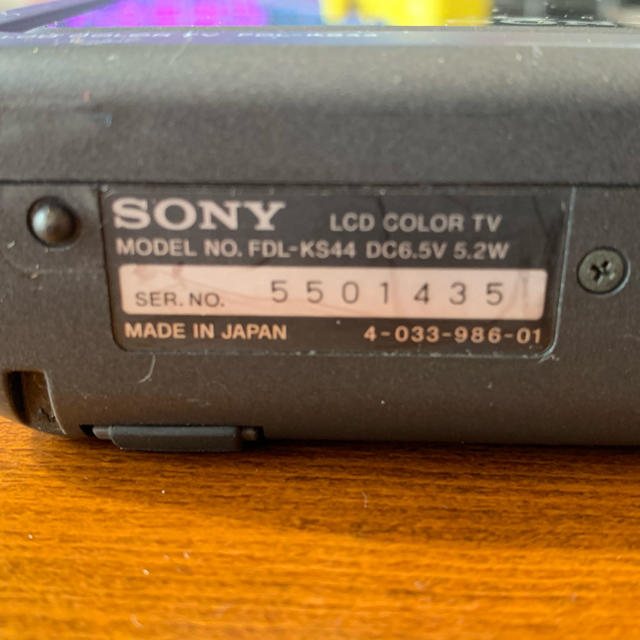 SONY LCD COLOR TV
MODEL NO. FDL-KS44 DC6.5V 5.2W
SER. NO. 5501435
MADE IN JAPAN 4-033-986-01